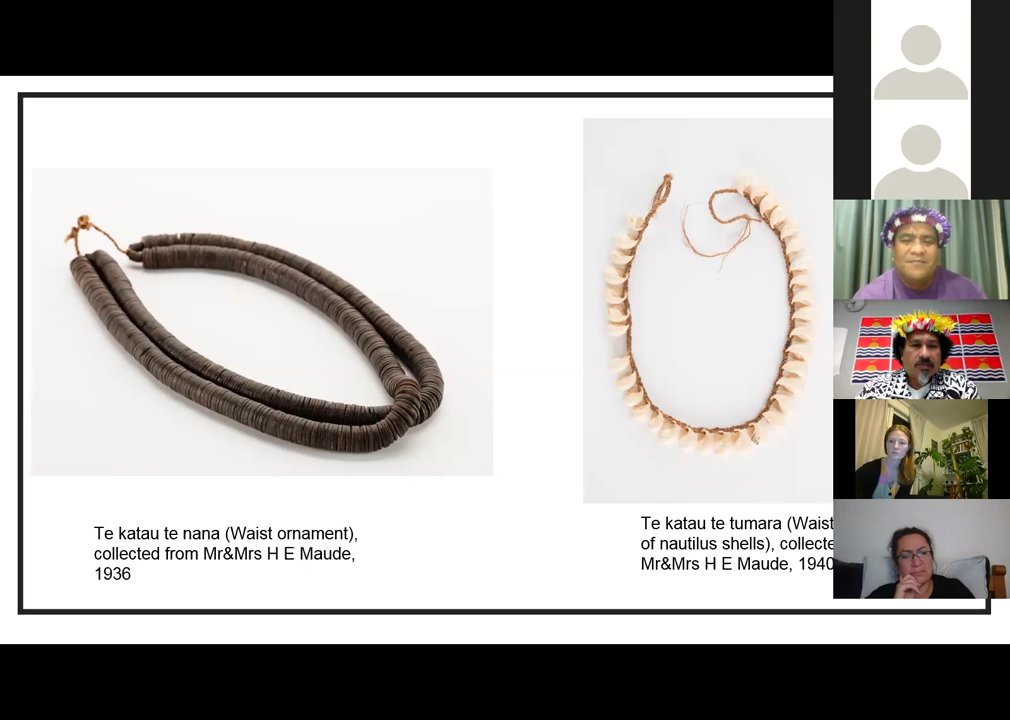 Te katau te nana (Waist ornament),
collected from Mr&Mrs H E Maude,
1936
Te katau te tumara (Waist
of nautilus shells), collecte
Mr&Mrs H E Maude, 1940